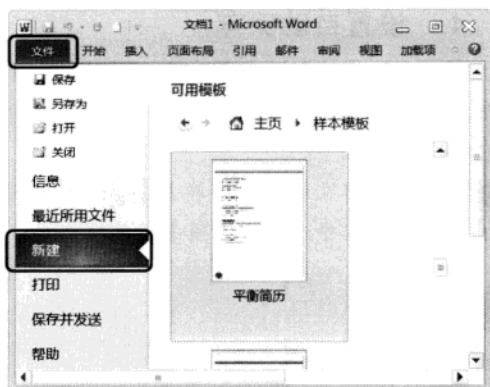 文档1 - Microsoft Word
文件 开始 插入 页面布局 引用 邮件 审阅 视图 加载项
保存
另存为
打开
关闭
信息
最近所用文件
新建
打印
保存并发送
帮助
可用模板
主页 样本模板
平衡简历